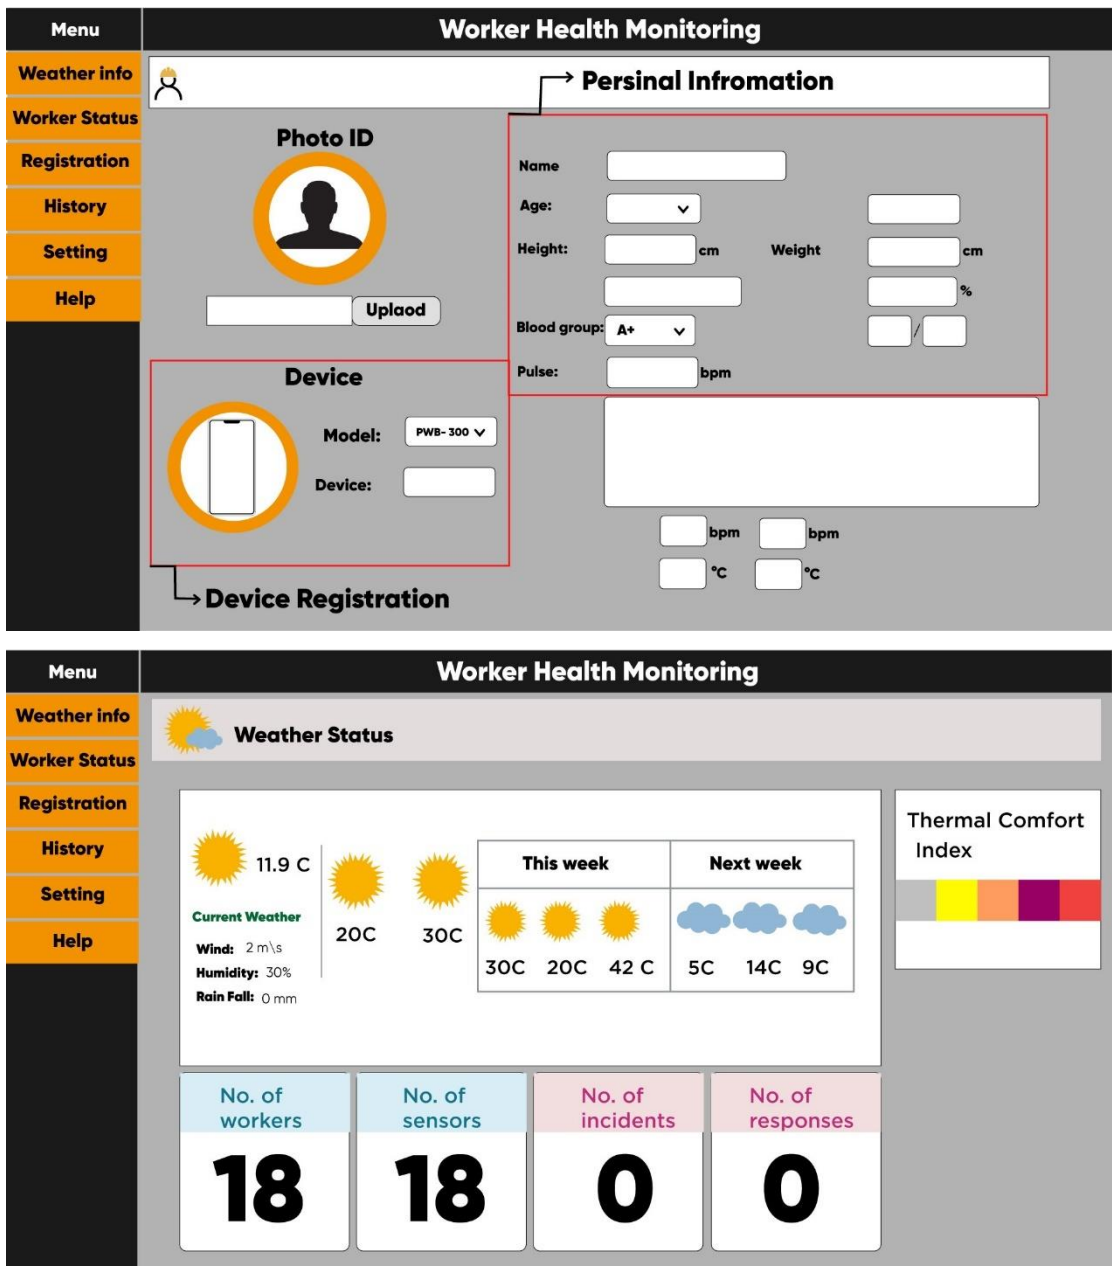 Menu
Worker Health Monitoring
Weather info
Worker Status
Registration
History
Setting
Help
Persinal Infromation
Photo ID
Uplaod
Name
Age:
Height:
cm
Weight
cm
%
Blood group:
A+
/
Pulse:
bpm
Device
Model:
PWB- 300
Device:
bpm
bpm
°C
°C
Device Registration
Menu
Worker Health Monitoring
Weather info
Worker Status
Registration
History
Setting
Help
Weather Status
11.9 C
Current Weather
Wind: 2 m\s
Humidity: 30%
Rain Fall: 0 mm
20C
30C
This week
Next week
30C 20C 42 C
5C 14C 9C
Thermal Comfort
Index
No. of
workers
18
No. of
sensors
18
No. of
incidents
0
No. of
responses
0